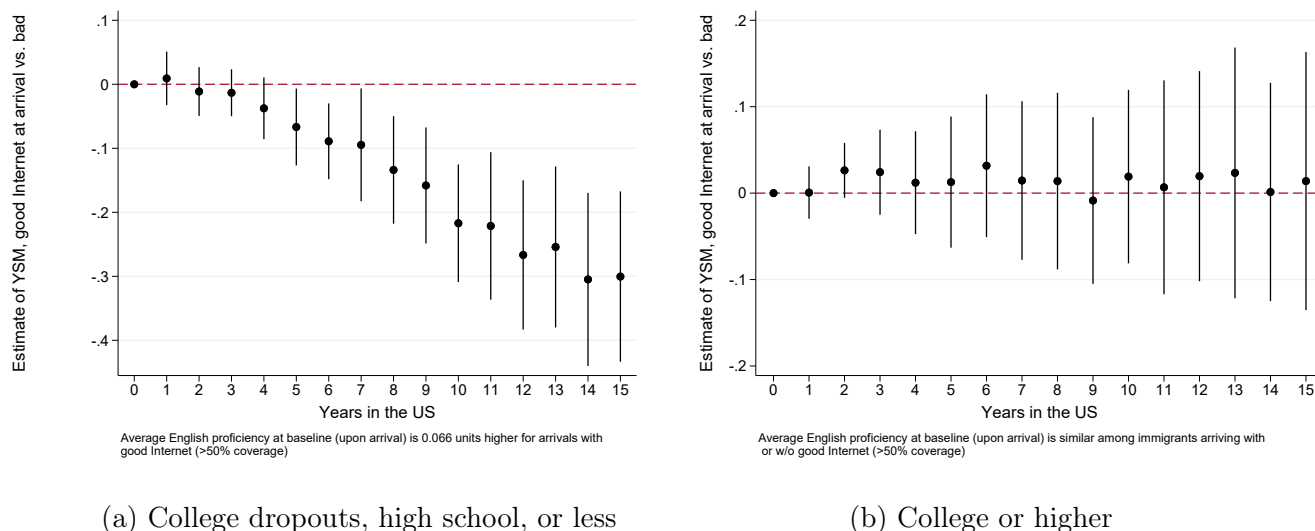 Estimate of YSM, good Internet at arrival vs. bad
.1
0
-.1
-.2
-.3
-.4
0 1 2 3 4 5 6 7 8 9 10 11 12 13 14 15
Years in the US
Average English proficiency at baseline (upon arrival) is 0.066 units higher for arrivals with
good Internet (>50% coverage)
(a) College dropouts, high school, or less
Estimate of YSM, good Internet at arrival vs. bad
.2
.1
0
-.1
-.2
0 1 2 3 4 5 6 7 8 9 10 11 12 13 14 15
Years in the US
Average English proficiency at baseline (upon arrival) is similar among immigrants arriving with
or w/o good Internet (>50% coverage)
(b) College or higher